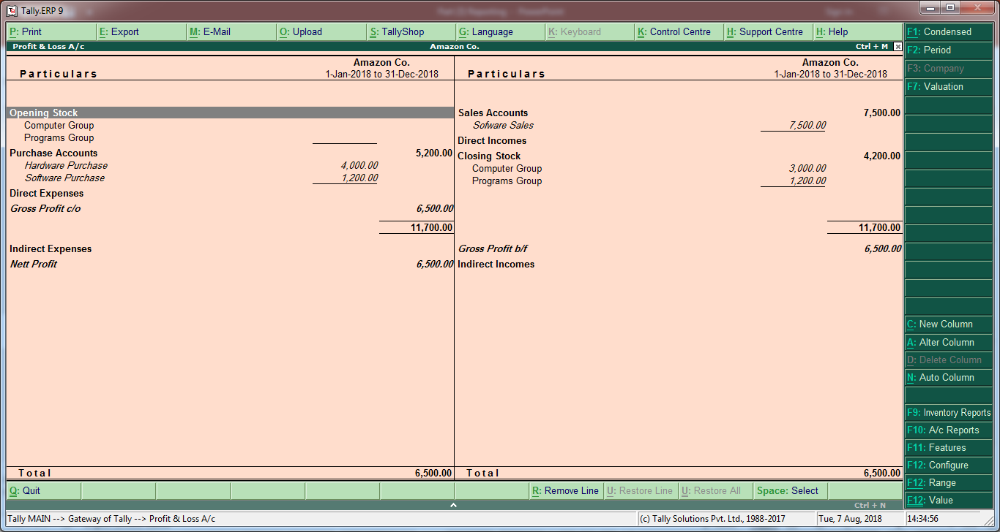 Tally.ERP 9
P: Print E: Export M: E-Mail O: Upload S: TallyShop G: Language K: Keyboard K: Control Centre H: Support Centre H: Help
Profit & Loss A/c Amazon Co. Ctrl + M
Particulars
Amazon Co.
1-Jan-2018 to 31-Dec-2018
Opening Stock
Computer Group
Programs Group
Purchase Accounts 5,200.00
Hardware Purchase 4,000.00
Software Purchase 1,200.00
Direct Expenses
Gross Profit c/o 6,500.00
11,700.00
Indirect Expenses
Nett Profit 6,500.00
Total 6,500.00
Particulars
Amazon Co.
1-Jan-2018 to 31-Dec-2018
Sales Accounts 7,500.00
Sofware Sales 7,500.00
Direct Incomes
Closing Stock 4,200.00
Computer Group 3,000.00
Programs Group 1,200.00
11,700.00
Gross Profit b/f 6,500.00
Indirect Incomes
Total 6,500.00
F1: Condensed
F2: Period
F3: Company
F7: Valuation
C: New Column
A: Alter Column
D: Delete Column
N: Auto Column
F9: Inventory Reports
F10: A/c Reports
F11: Features
F12: Configure
F12: Range
F12: Value
Q: Quit R: Remove Line U: Restore Line U: Restore All Space: Select
Ctrl + N
Tally MAIN --> Gateway of Tally --> Profit & Loss A/c (c) Tally Solutions Pvt. Ltd., 1988-2017 Tue, 7 Aug, 2018 14:34:56